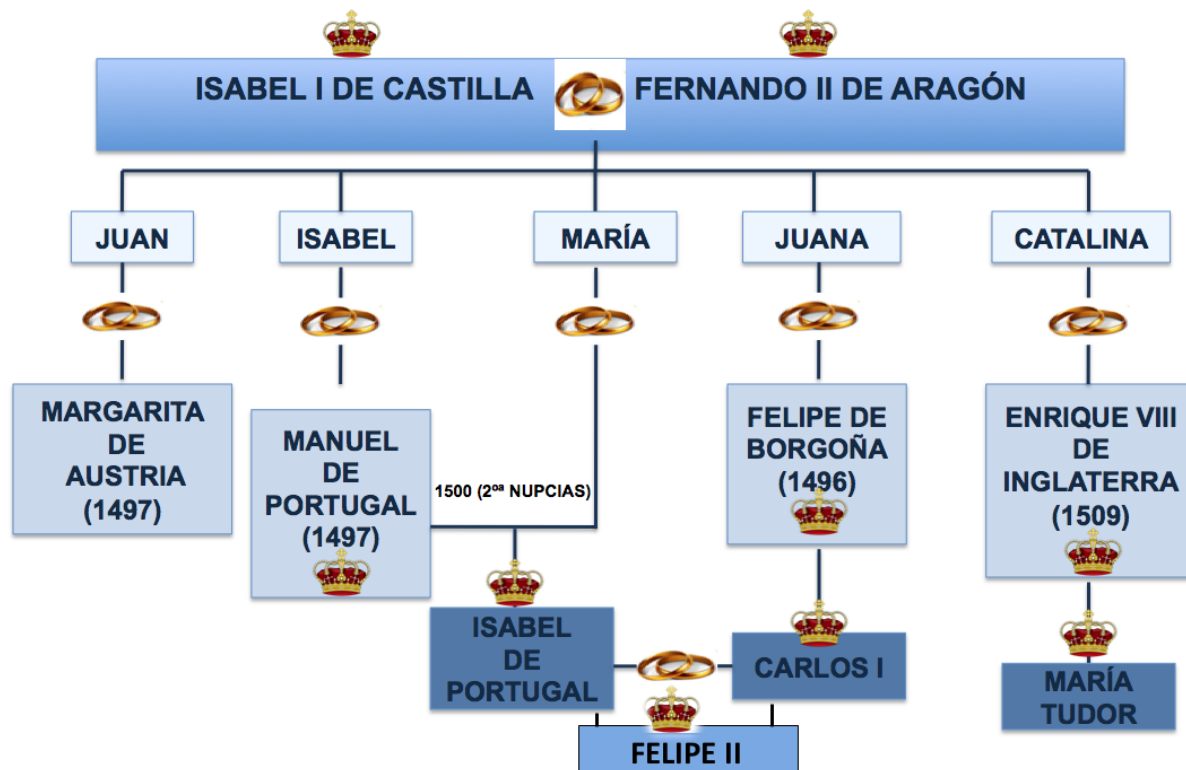 ISABEL I DE CASTILLA
FERNANDO II DE ARAGÓN
JUAN
ISABEL
MARÍA
JUANA
CATALINA
MARGARITA
DE
AUSTRIA
(1497)
MANUEL
DE
PORTUGAL
(1497)
1500 (2ºª NUPCIAS)
FELIPE DE
BORGOÑA
(1496)
ENRIQUE VIII
DE
INGLATERRA
(1509)
ISABEL
DE
PORTUGAL
CARLOS I
MARÍA
TUDOR
FELIPE II